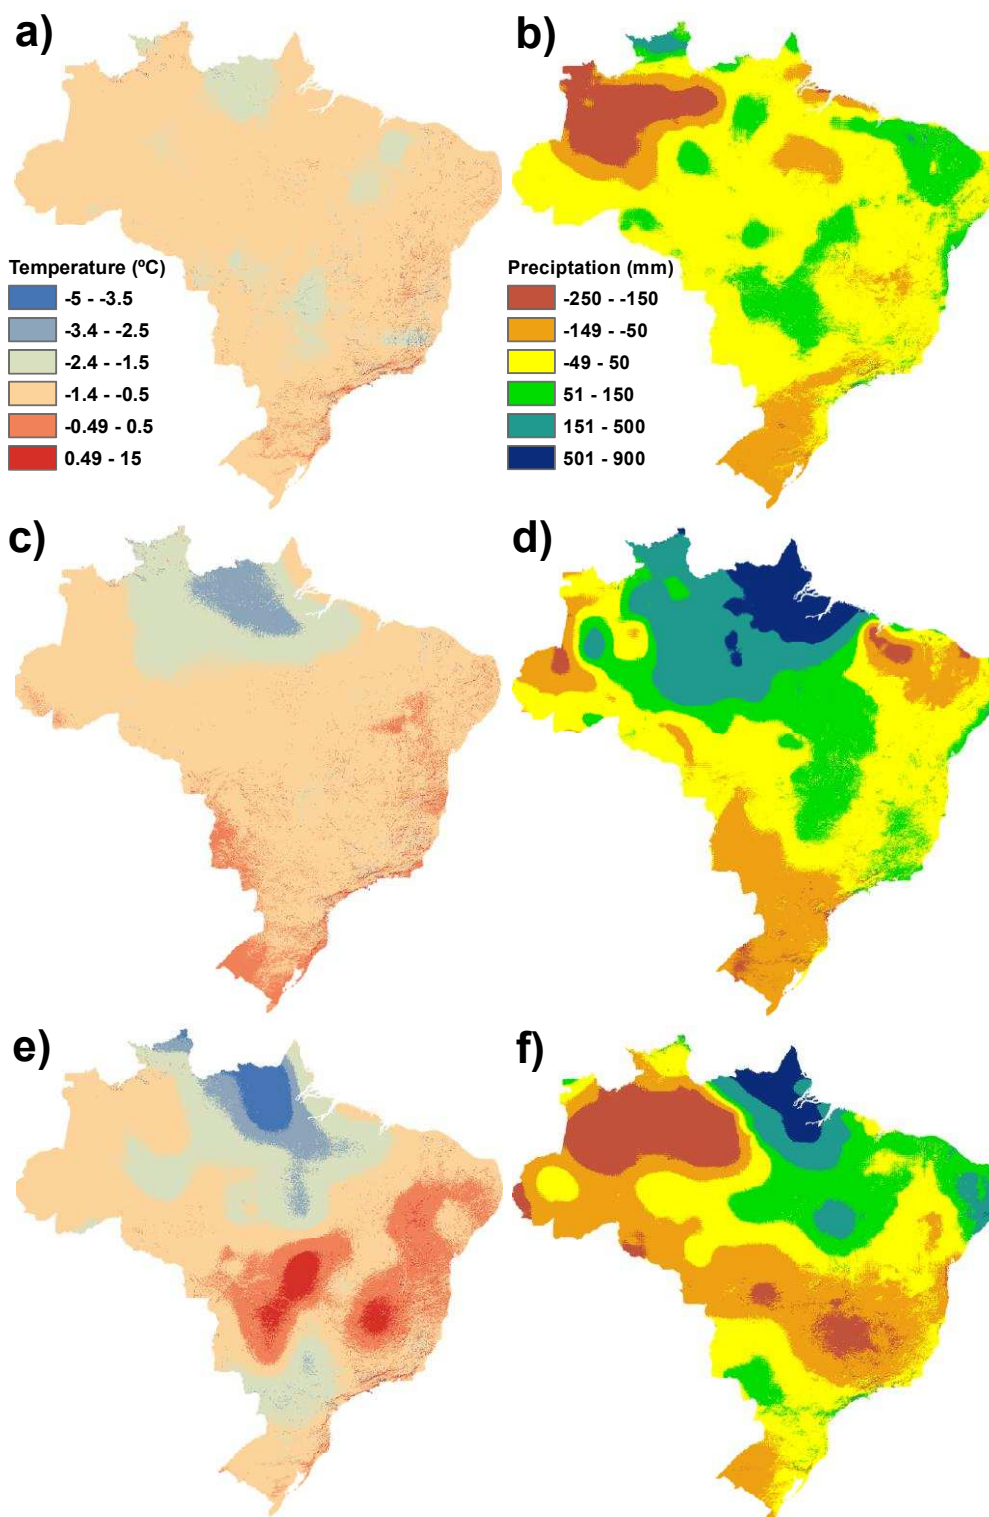 a)
b)
Temperature (ºC)
-5 - -3.5
-3.4 - -2.5
-2.4 - -1.5
-1.4 - -0.5
-0.49 - 0.5
0.49 - 15
Preciptation (mm)
-250 - -150
-149 - -50
-49 - 50
51 - 150
151 - 500
501 - 900
c)
d)
e)
f)